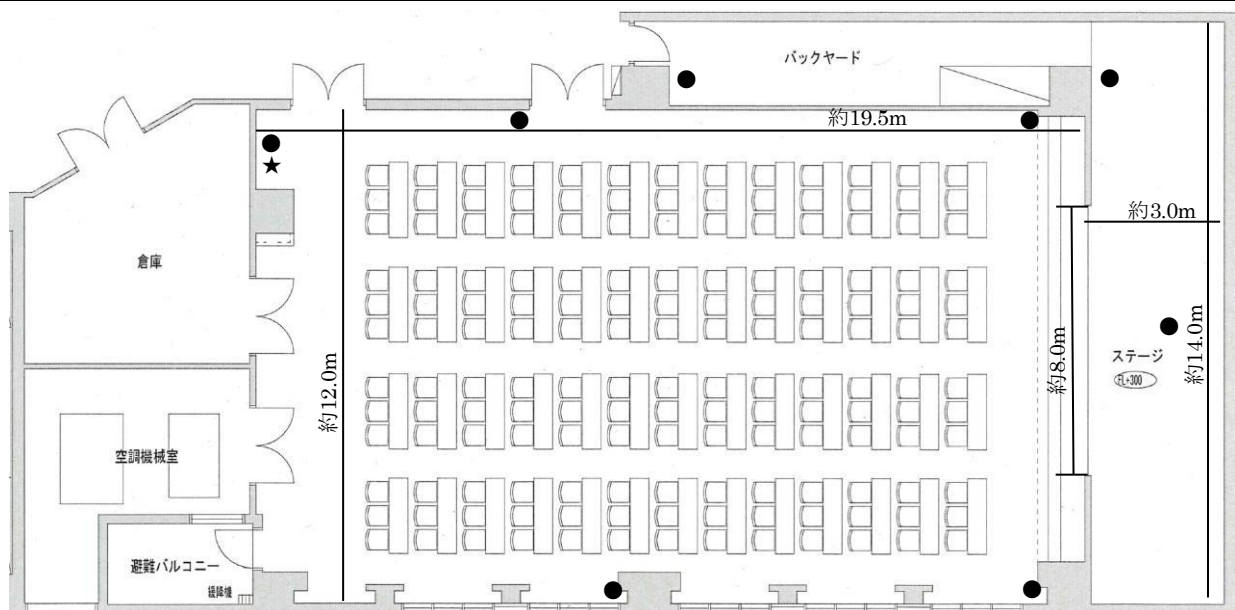 バックヤード
約19.5m
約3.0m
倉庫
約12.0m
約8.0m
約14.0m
ステージ
FL+300
空調機械室
避難バルコニー
緩降機